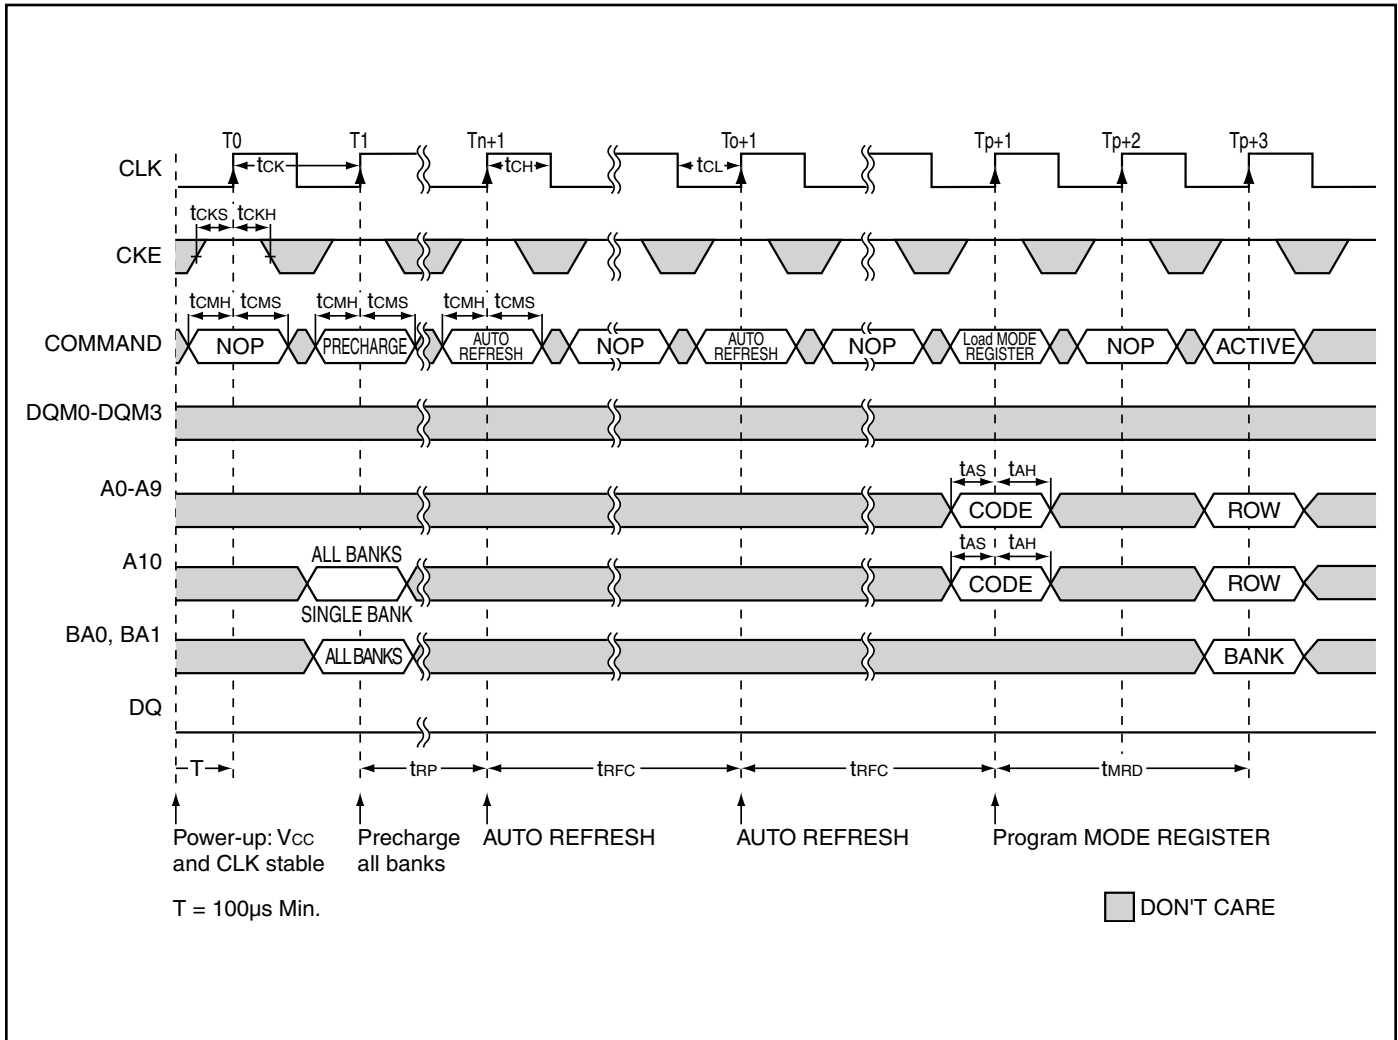 T0 T1 Tn+1 To+1 Tp+1 Tp+2 Tp+3
CLK tCK tCH tCL
tCKS tCKH
CKE
tCMH tCMS tCMH tCMS tCMH tCMS
COMMAND NOP PRECHARGE AUTO REFRESH NOP AUTO REFRESH NOP Load MODE REGISTER NOP ACTIVE
DQM0-DQM3
tAS tAH
A0-A9 CODE ROW
ALL BANKS tAS tAH
A10 CODE ROW
SINGLE BANK
BA0, BA1 ALL BANKS BANK
DQ
T tRP tRFC tRFC tMRD
Power-up: VCC
and CLK stable
Precharge
all banks
AUTO REFRESH
AUTO REFRESH
Program MODE REGISTER
T = 100µs Min.
DON'T CARE